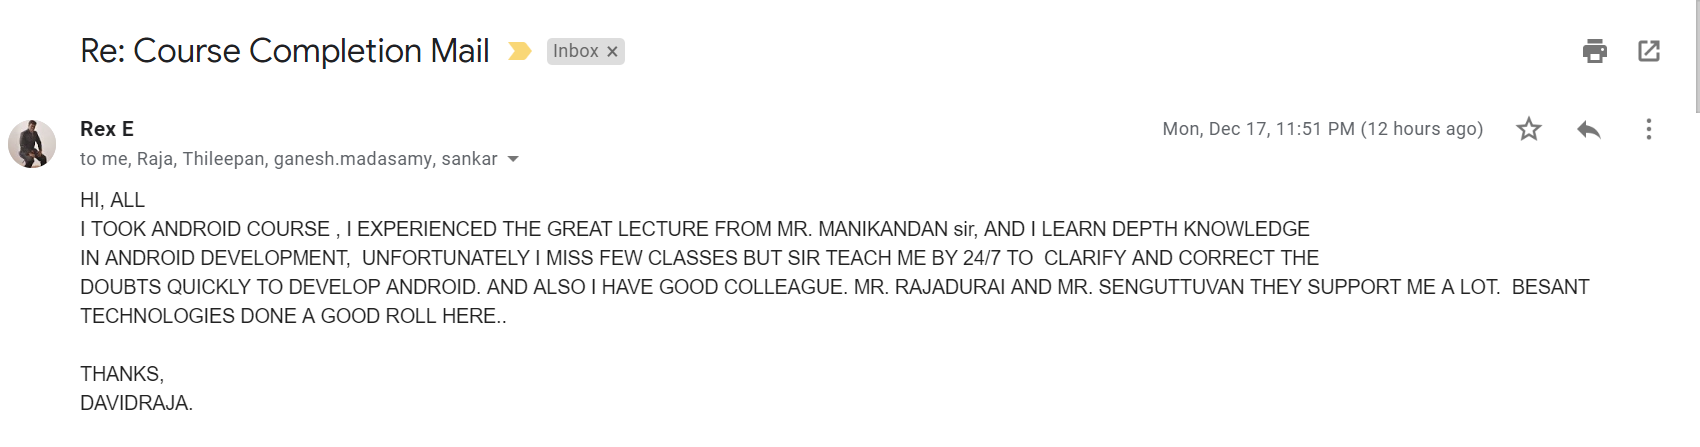 Re: Course Completion Mail Inbox ×
Rex E Mon, Dec 17, 11:51 PM (12 hours ago)
to me, Raja, Thileepan, ganesh.madasamy, sankar
HI, ALL
I TOOK ANDROID COURSE , I EXPERIENCED THE GREAT LECTURE FROM MR. MANIKANDAN sir, AND I LEARN DEPTH KNOWLEDGE
IN ANDROID DEVELOPMENT,  UNFORTUNATELY I MISS FEW CLASSES BUT SIR TEACH ME BY 24/7 TO  CLARIFY AND CORRECT THE
DOUBTS QUICKLY TO DEVELOP ANDROID. AND ALSO I HAVE GOOD COLLEAGUE. MR. RAJADURAI AND MR. SENGUTTUVAN THEY SUPPORT ME A LOT.  BESANT
TECHNOLOGIES DONE A GOOD ROLL HERE..
THANKS,
DAVIDRAJA.